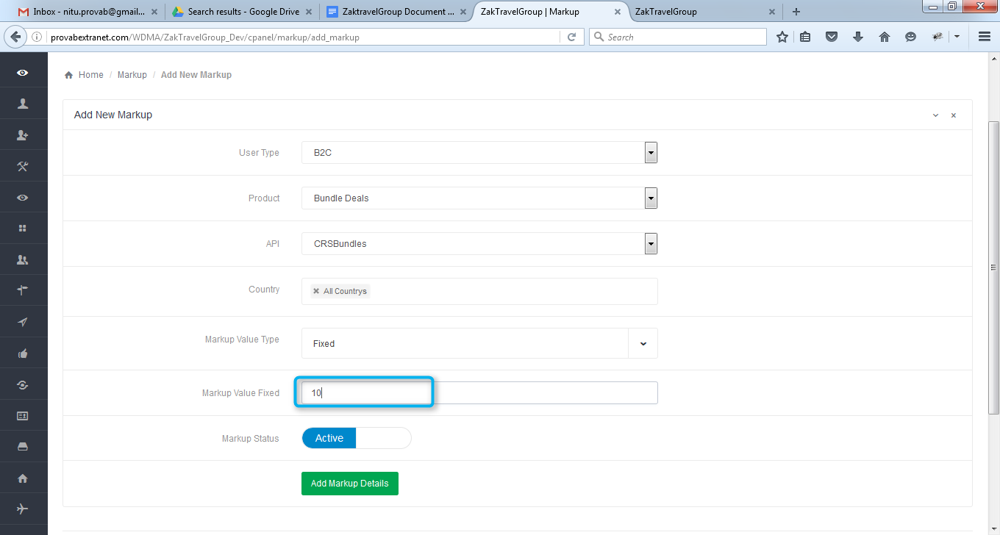 Inbox - nitu.provab@gmail....
Search results - Google Drive
ZaktravelGroup Document ...
ZakTravelGroup | Markup
ZakTravelGroup
provabextranet.com/WDMA/ZakTravelGroup_Dev/cpanel/markup/add_markup
Search
Home / Markup / Add New Markup
Add New Markup
User Type B2C
Product Bundle Deals
API CRSBundles
Country All Countrys
Markup Value Type Fixed
Markup Value Fixed 10
Markup Status Active
Add Markup Details